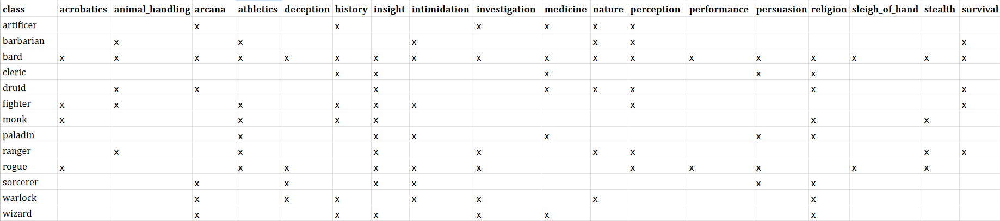 class acrobatics animal_handling arcana athletics deception history insight intimidation investigation medicine nature perception performance persuasion religion sleigh_of_hand stealth survival
artificer x x x x x x
barbarian x x x x x x
bard x x x x x x x x x x x x x x x x x x
cleric x x x x x
druid x x x x x x x x
fighter x x x x x x x x
monk x x x x x x
paladin x x x x x x
ranger x x x x x x x x
rogue x x x x x x x x x x x
sorcerer x x x x x x
warlock x x x x x x x
wizard x x x x x x